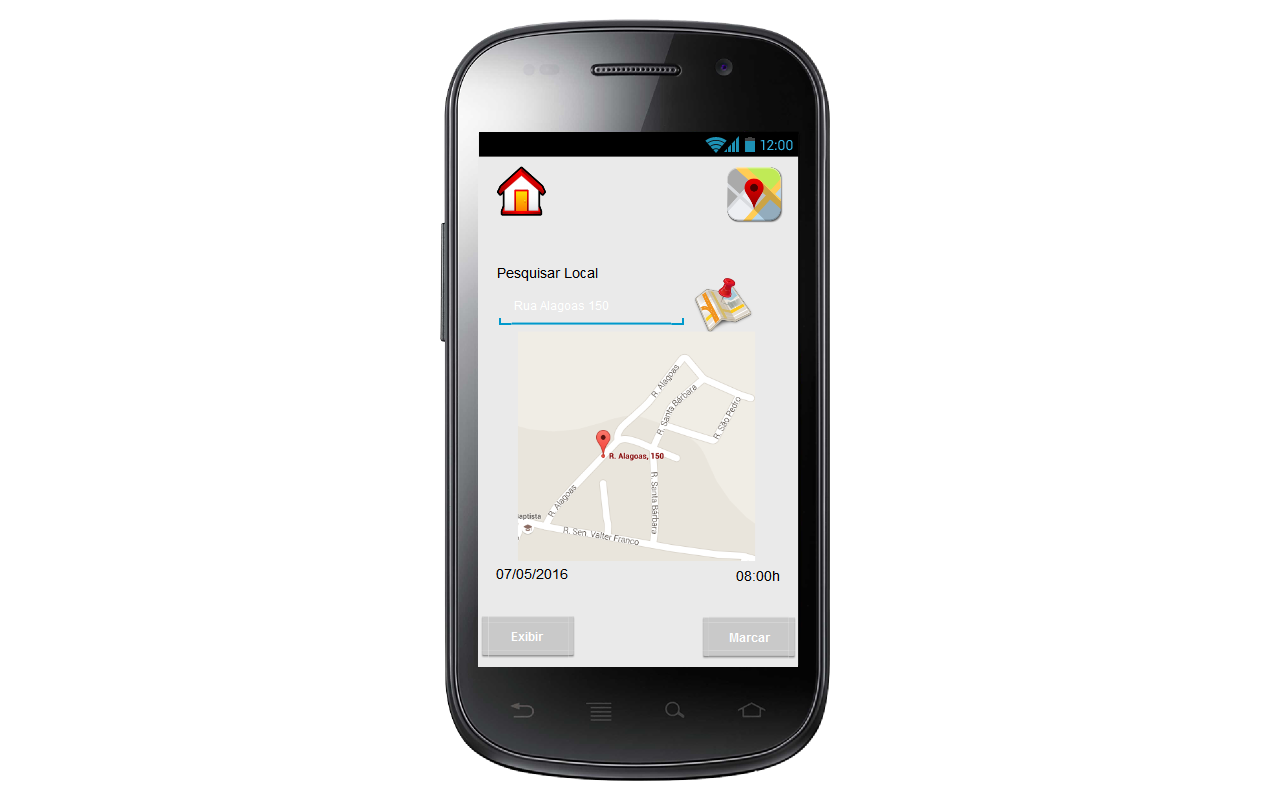 12:00
Pesquisar Local
Rua Alagoas 150
R. Alagoas
R. Santa Bárbara
R. São Pedro
R. Alagoas, 150
R. Alagoas
R. Santa Bárbara
aptista
R. Sen. Valter Franco
07/05/2016
08:00h
Exibir
Marcar